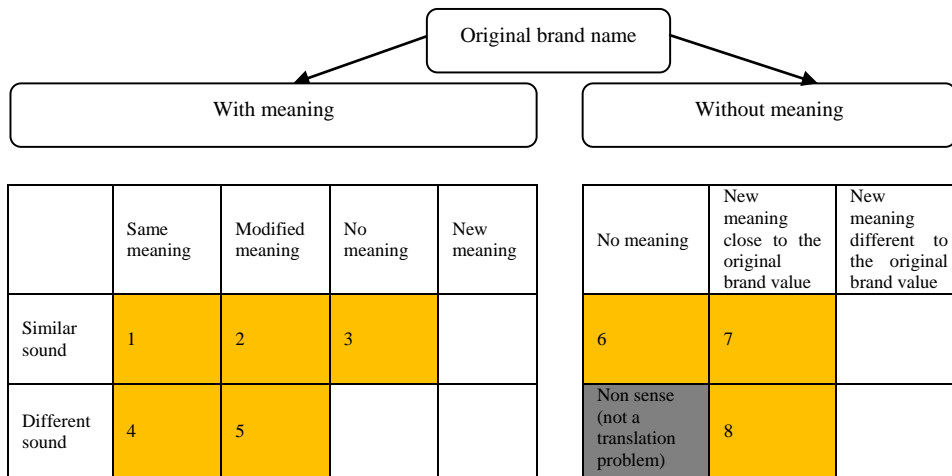 Original brand name
With meaning
Without meaning
Same
meaning
Modified
meaning
No
meaning
New
meaning
Similar
sound
1
2
3
Different
sound
4
5
No meaning
New
meaning
close to the
original
brand value
New
meaning
different to
the original
brand value
6
7
Non sense
(not a
translation
problem)
8